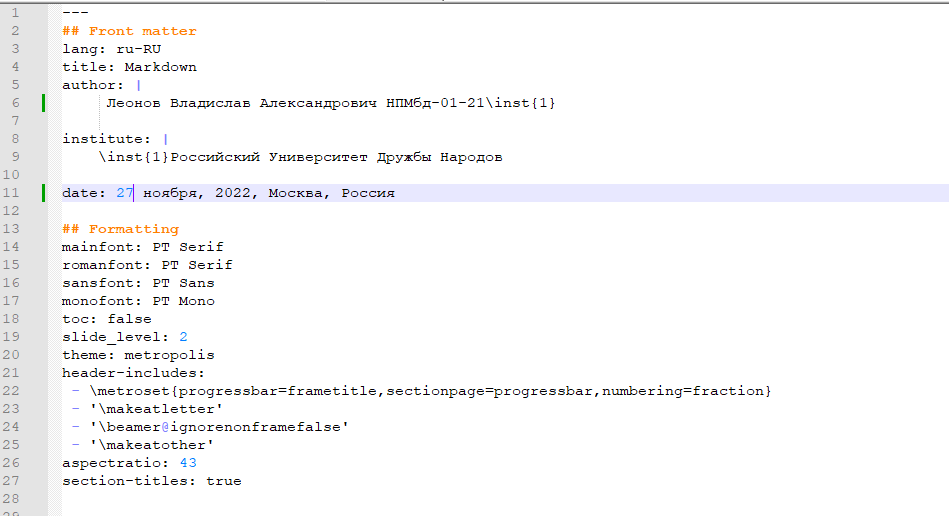 1 ---
2 ## Front matter
3 lang: ru-RU
4 title: Markdown
5 author: |
6 Леонов Владислав Александрович НПМбд-01-21\inst{1}
7
8 institute: |
9 \inst{1}Российский Университет Дружбы Народов
10
11 date: 27 ноября, 2022, Москва, Россия
12
13 ## Formatting
14 mainfont: PT Serif
15 romanfont: PT Serif
16 sansfont: PT Sans
17 monofont: PT Mono
18 toc: false
19 slide_level: 2
20 theme: metropolis
21 header-includes:
22 - \metroset{progressbar=frametitle,sectionpage=progressbar,numbering=fraction}
23 - '\makeatletter'
24 - '\beamer@ignorenonframefalse'
25 - '\makeatother'
26 aspectratio: 43
27 section-titles: true
28